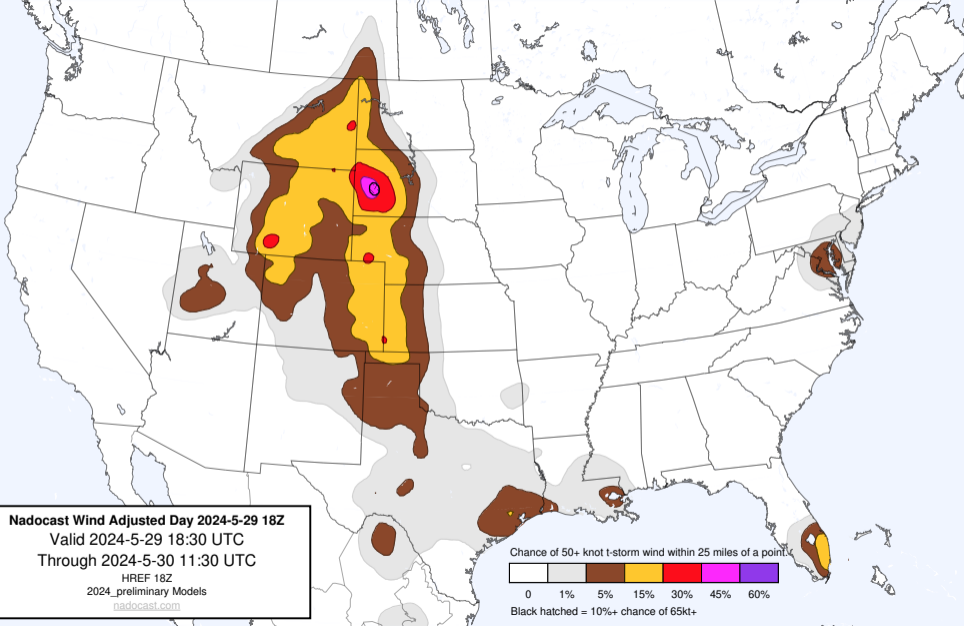 Nadocast Wind Adjusted Day 2024-5-29 18Z
Valid 2024-5-29 18:30 UTC
Through 2024-5-30 11:30 UTC
HREF 18Z
2024_preliminary Models
nadocast.com
Chance of 50+ knot t-storm wind within 25 miles of a point.
0 1% 5% 15% 30% 45% 60%
Black hatched = 10%+ chance of 65kt+